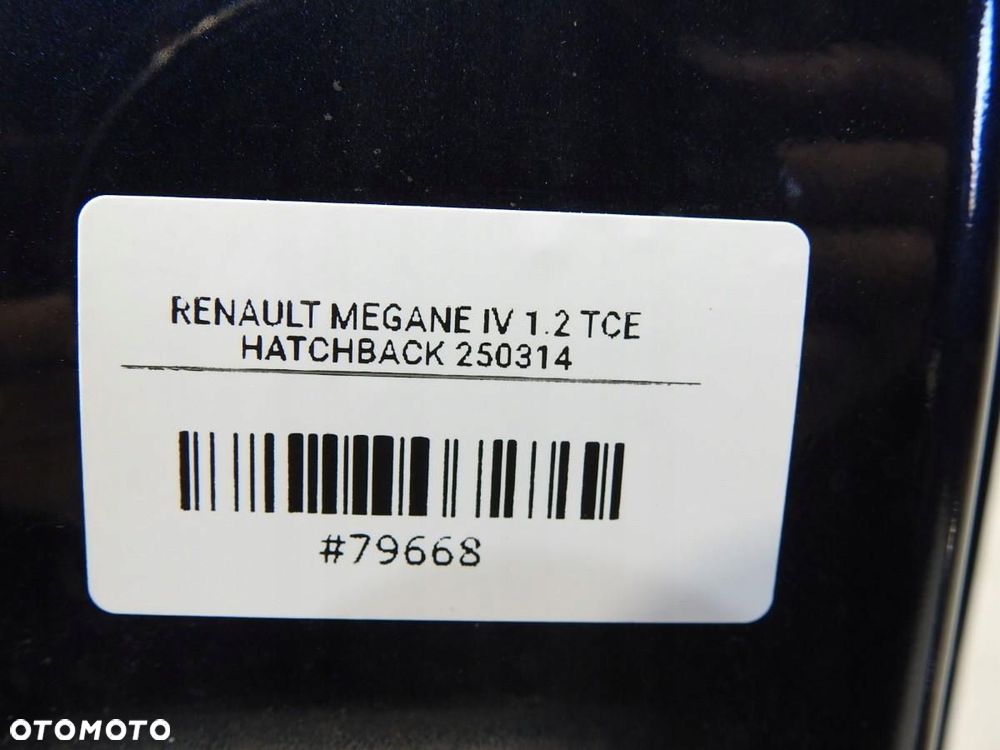 RENAULT MEGANE IV 1.2 TCE
HATCHBACK 250314
#79668
OTOMOTO